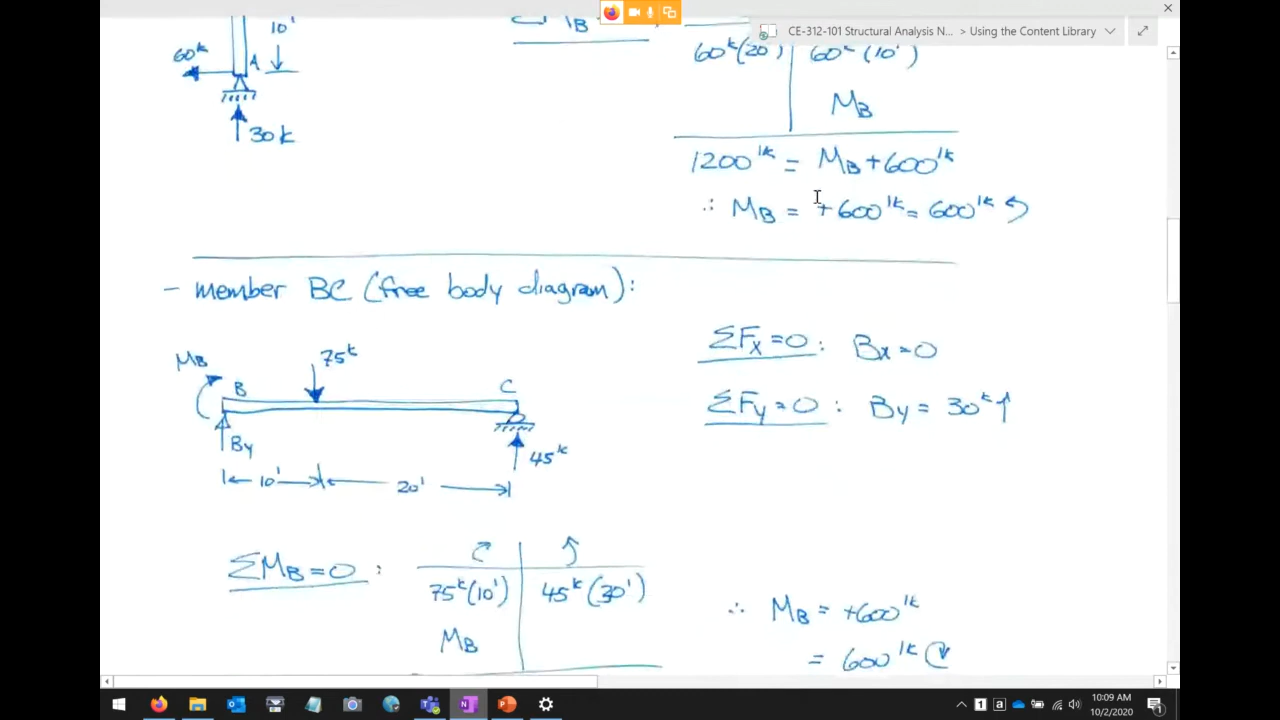 CE-312-101 Structural Analysis N... > Using the Content Library
10'
60k
A
30k
B
60k(20') 60k(10')
MB
1200'k = MB+600'k
∴ MB = +600'k = 600'k ↶
- member BC (free body diagram):
MB
75k
B
C
By
45k
10'
20'
ΣFx=0 : Bx=0
ΣFy=0 : By = 30k↑
ΣMB=0 :
75k(10') 45k(30')
MB
∴ MB = +600'k
= 600'k
10:09 AM
10/2/2020